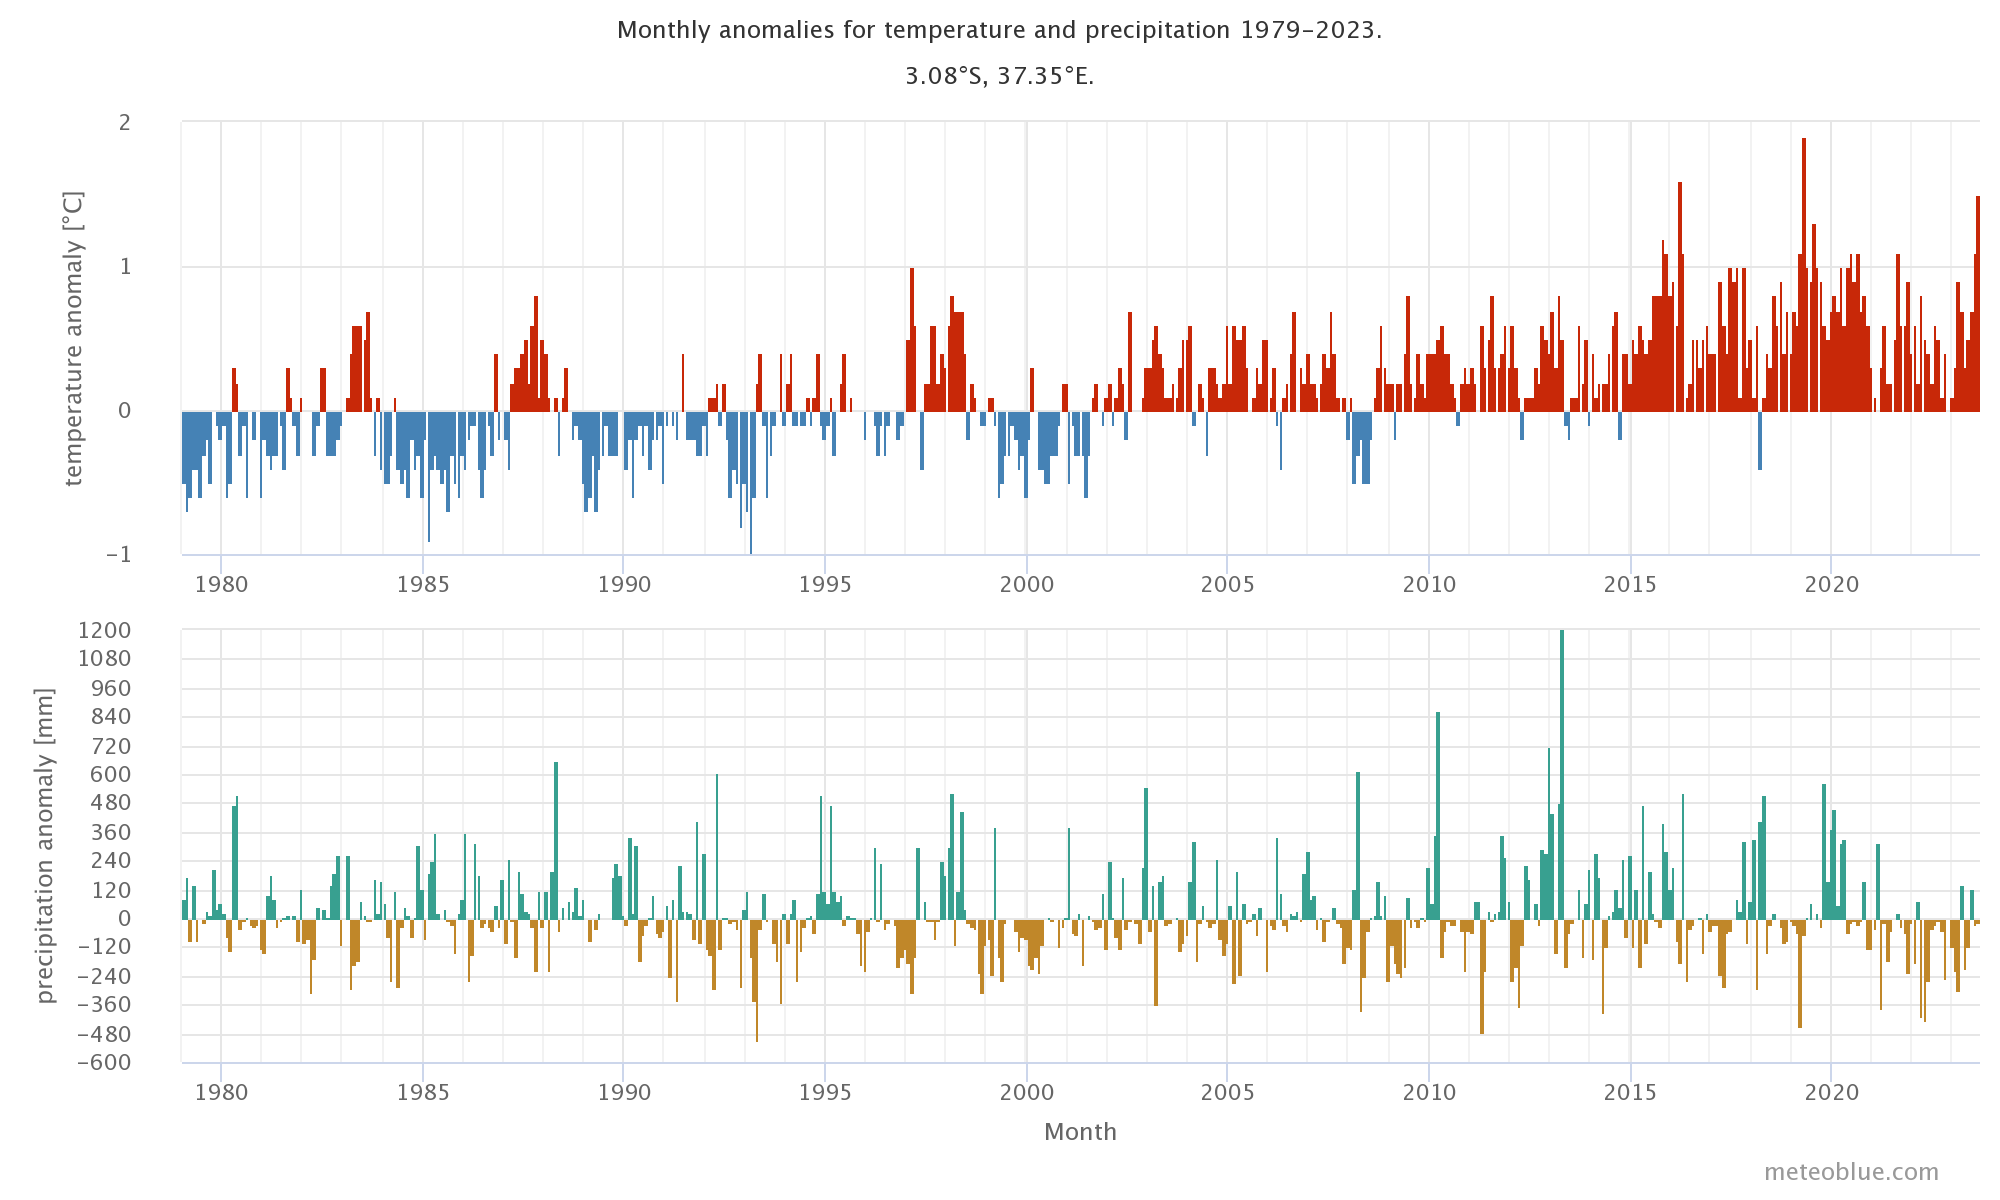 Monthly anomalies for temperature and precipitation 1979–2023.
3.08°S, 37.35°E.
temperature anomaly [°C]
2
1
0
−1
1980 1985 1990 1995 2000 2005 2010 2015 2020
precipitation anomaly [mm]
1200
1080
960
840
720
600
480
360
240
120
0
−120
−240
−360
−480
−600
1980 1985 1990 1995 2000 2005 2010 2015 2020
Month
meteoblue.com